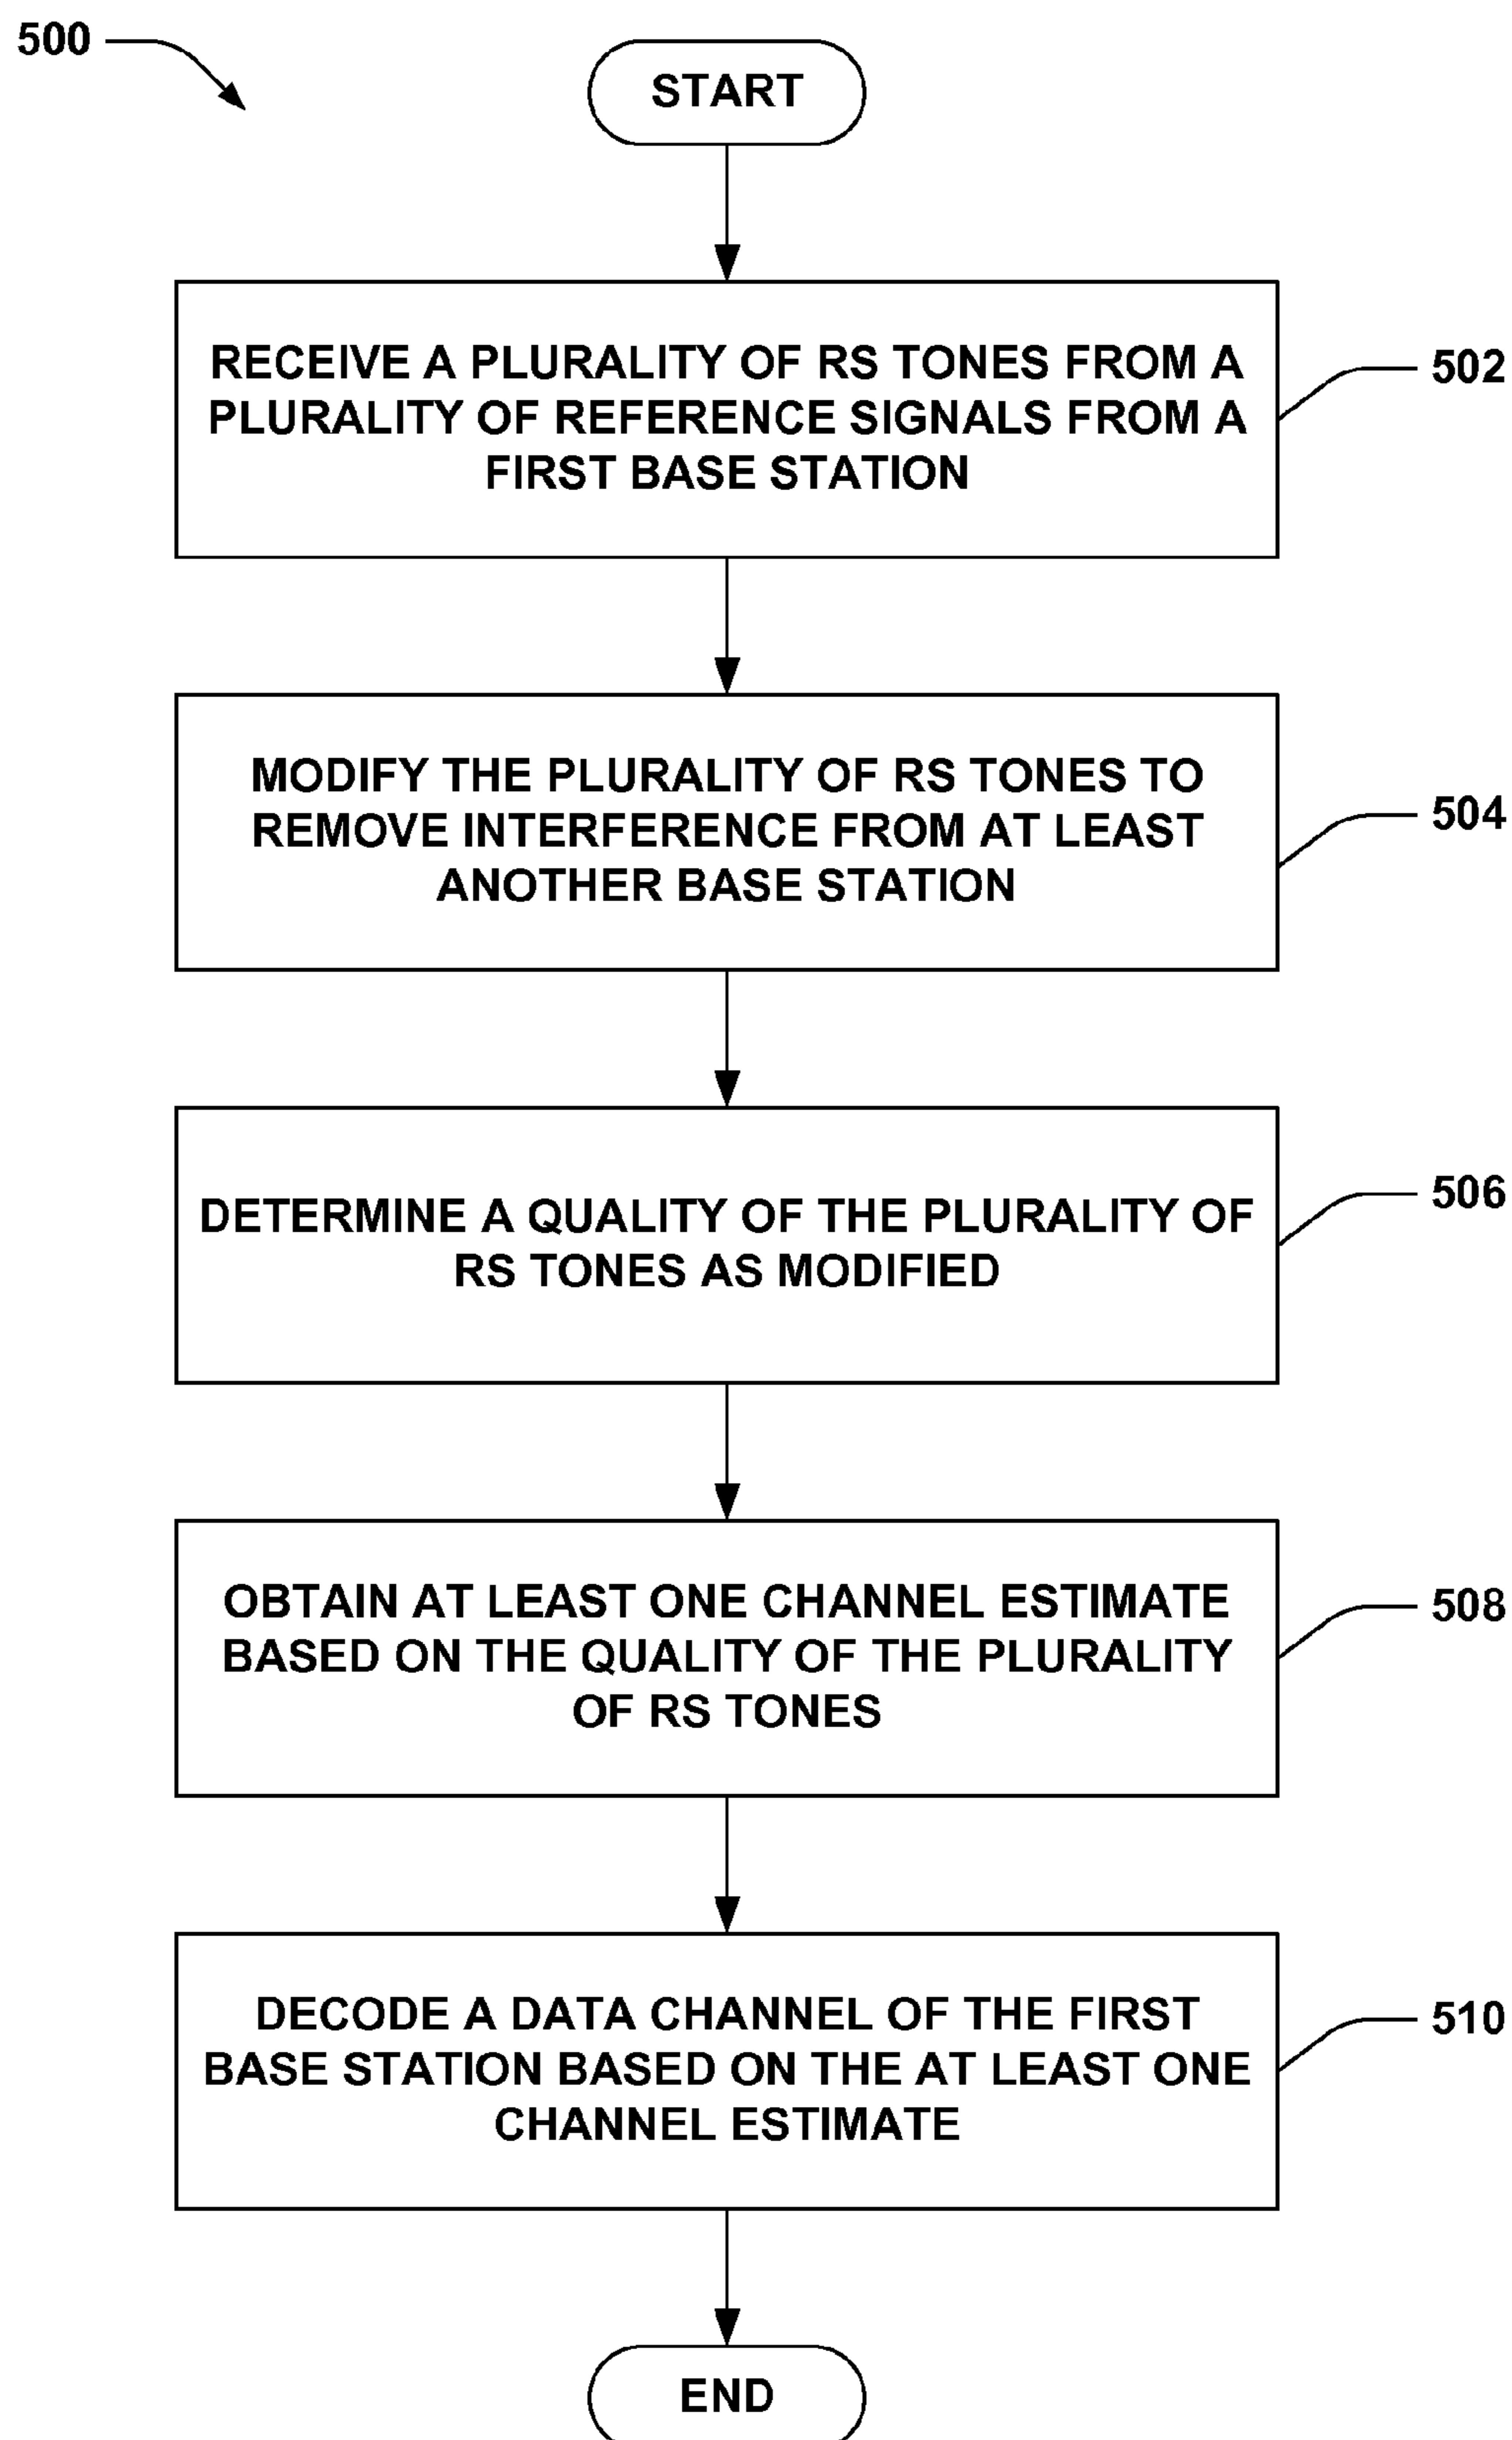 500
START
RECEIVE A PLURALITY OF RS TONES FROM A
PLURALITY OF REFERENCE SIGNALS FROM A
FIRST BASE STATION
502
MODIFY THE PLURALITY OF RS TONES TO
REMOVE INTERFERENCE FROM AT LEAST
ANOTHER BASE STATION
504
DETERMINE A QUALITY OF THE PLURALITY OF
RS TONES AS MODIFIED
506
OBTAIN AT LEAST ONE CHANNEL ESTIMATE
BASED ON THE QUALITY OF THE PLURALITY
OF RS TONES
508
DECODE A DATA CHANNEL OF THE FIRST
BASE STATION BASED ON THE AT LEAST ONE
CHANNEL ESTIMATE
510
END